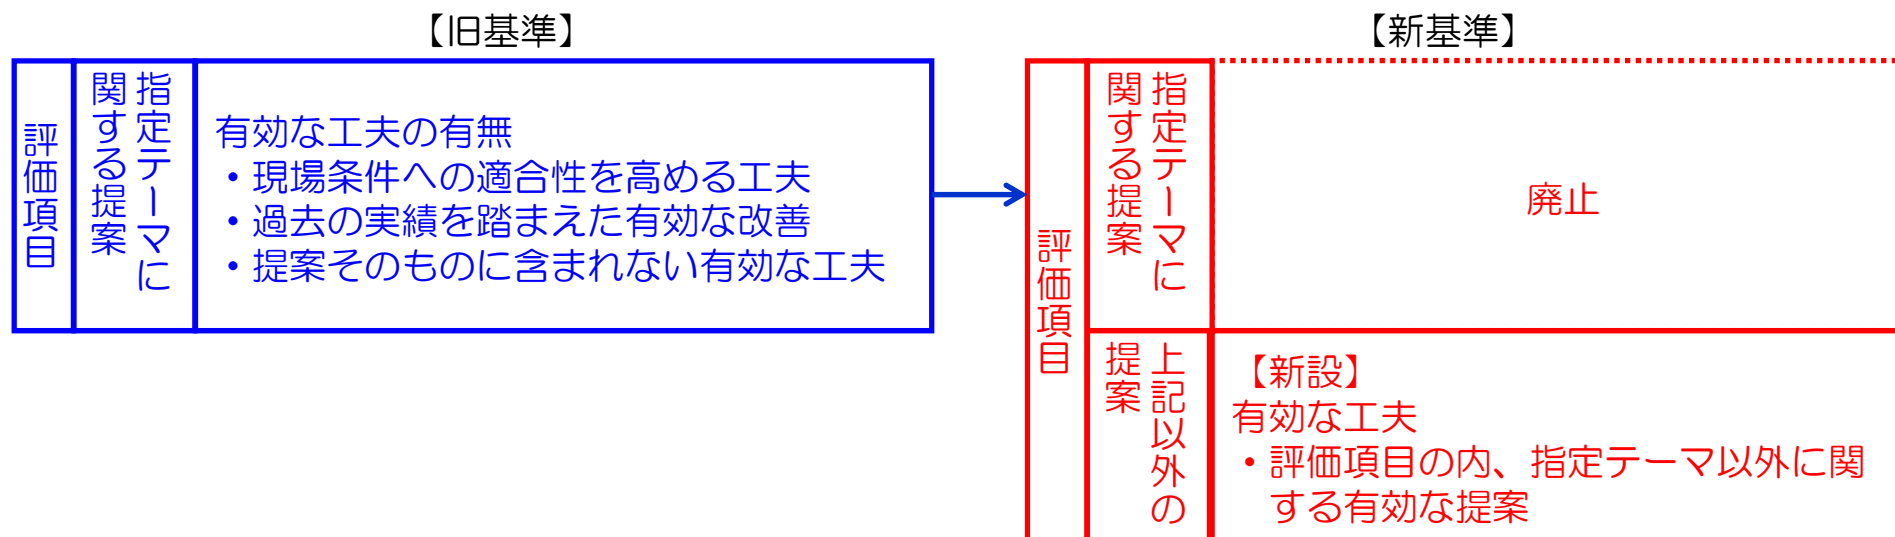 【旧基準】
評価項目
指定テーマに
関する提案
有効な工夫の有無
・現場条件への適合性を高める工夫
・過去の実績を踏まえた有効な改善
・提案そのものに含まれない有効な工夫
【新基準】
評価項目
指定テーマに
関する提案
廃止
上記以外の
提案
【新設】
有効な工夫
・評価項目の内、指定テーマ以外に関
する有効な提案